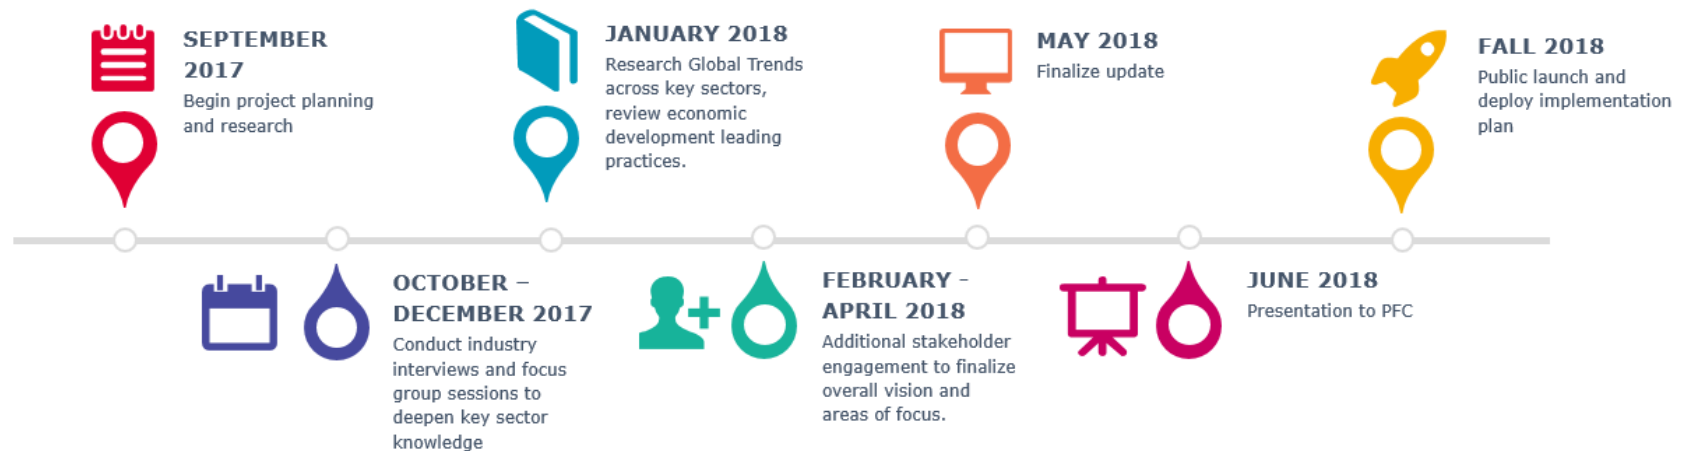 SEPTEMBER
2017
Begin project planning
and research
OCTOBER –
DECEMBER 2017
Conduct industry
interviews and focus
group sessions to
deepen key sector
knowledge
JANUARY 2018
Research Global Trends
across key sectors,
review economic
development leading
practices.
FEBRUARY -
APRIL 2018
Additional stakeholder
engagement to finalize
overall vision and
areas of focus.
MAY 2018
Finalize update
JUNE 2018
Presentation to PFC
FALL 2018
Public launch and
deploy implementation
plan